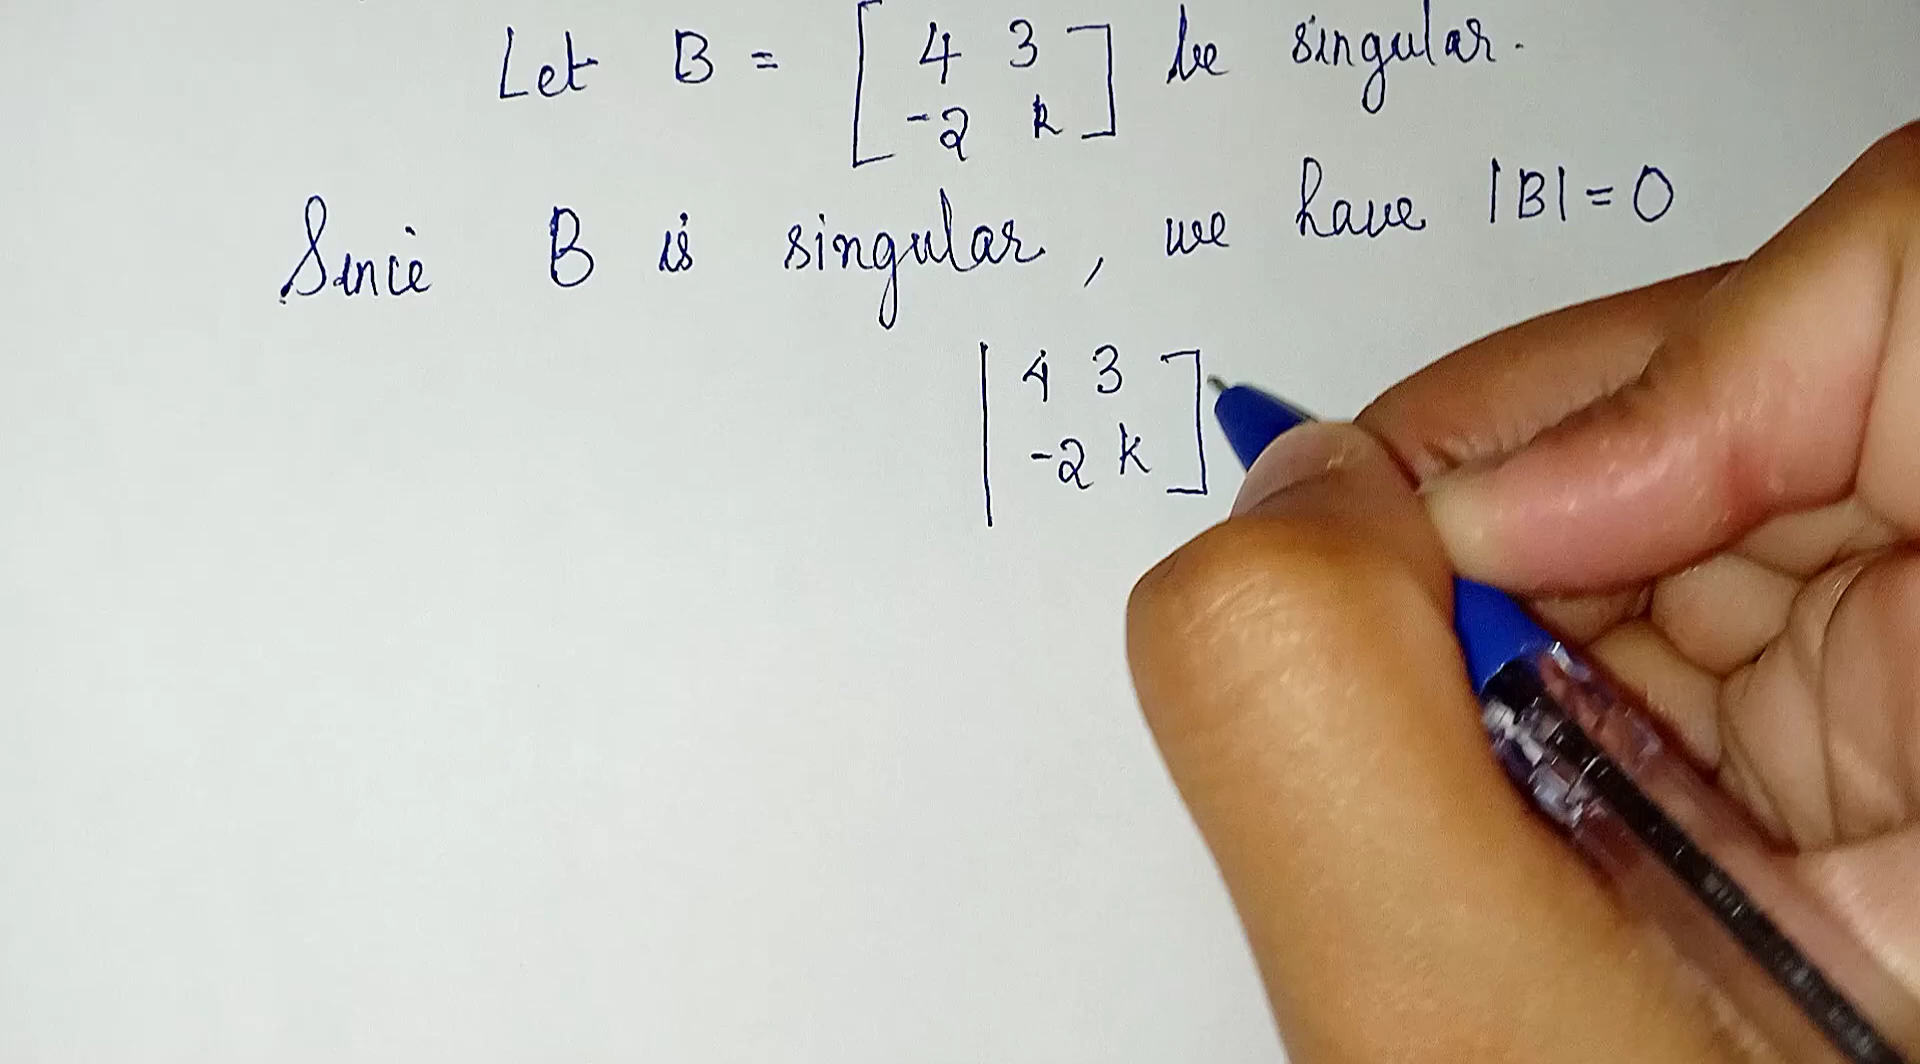 Let B = [ 4 3 ] be singular.
-2 k
Since B is singular, we have |B| = 0
| 4 3 ]
-2 k